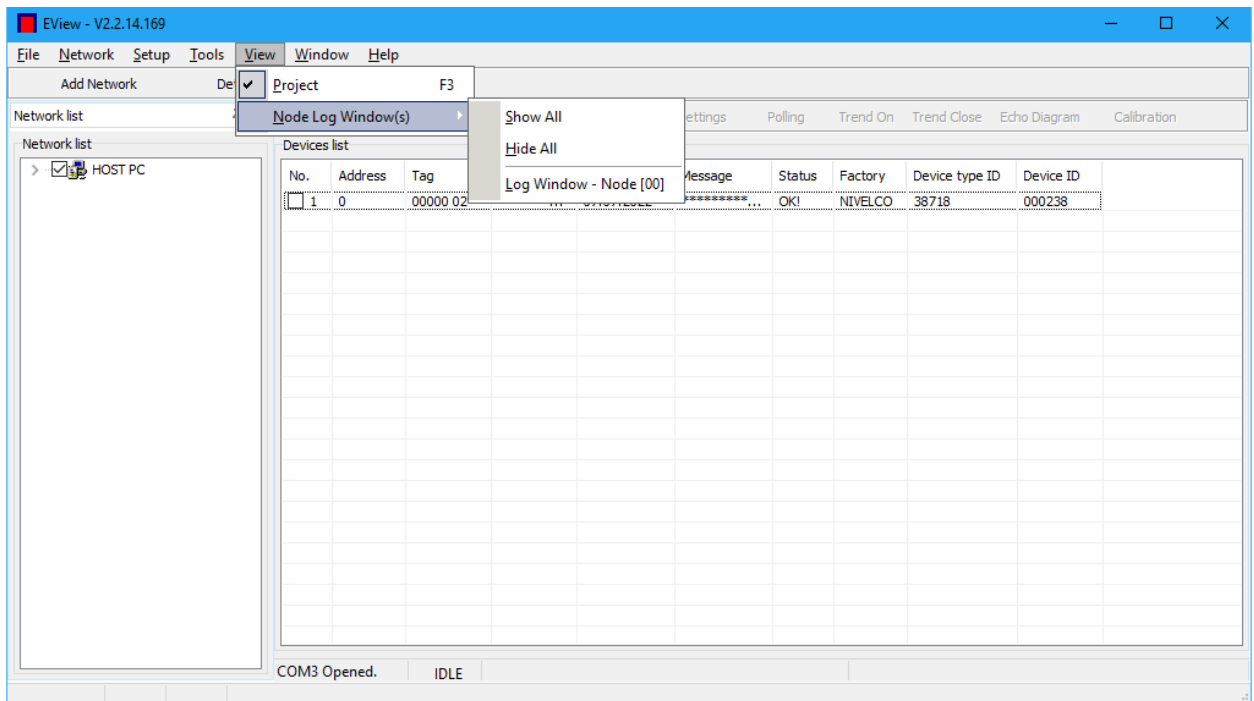 EView - V2.2.14.169
File Network Setup Tools View Window Help
Add Network De
Project F3
Network list
Node Log Window(s)
Show All
ettings Polling Trend On Trend Close Echo Diagram Calibration
Hide All
Log Window - Node [00]
Network list
HOST PC
Devices list
No. Address Tag Message Status Factory Device type ID Device ID
1 0 00000 02 *********... OK! NIVELCO 38718 000238
COM3 Opened. IDLE